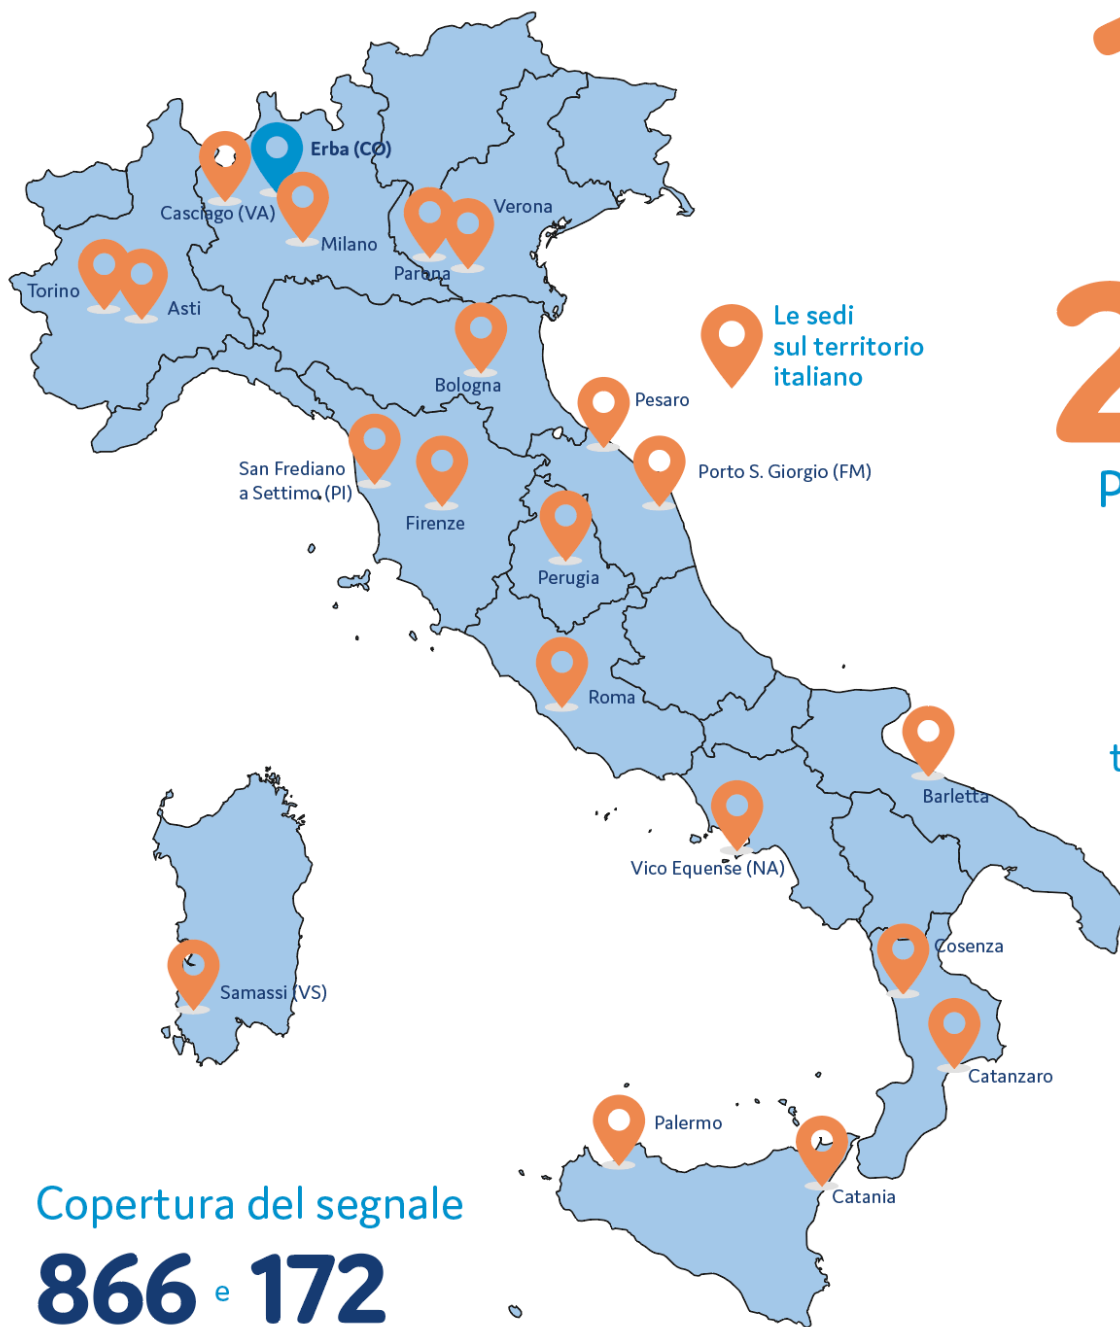 Erba (CO)
Casciago (VA)
Milano
Verona
Parona
Torino
Asti
Le sedi
sul territorio
italiano
Bologna
Pesaro
San Frediano
a Settimo (PI)
Porto S. Giorgio (FM)
Firenze
Perugia
Roma
Barletta
Vico Equense (NA)
Cosenza
Samassi (VS)
Catanzaro
Palermo
Catania
Copertura del segnale
866 e 172